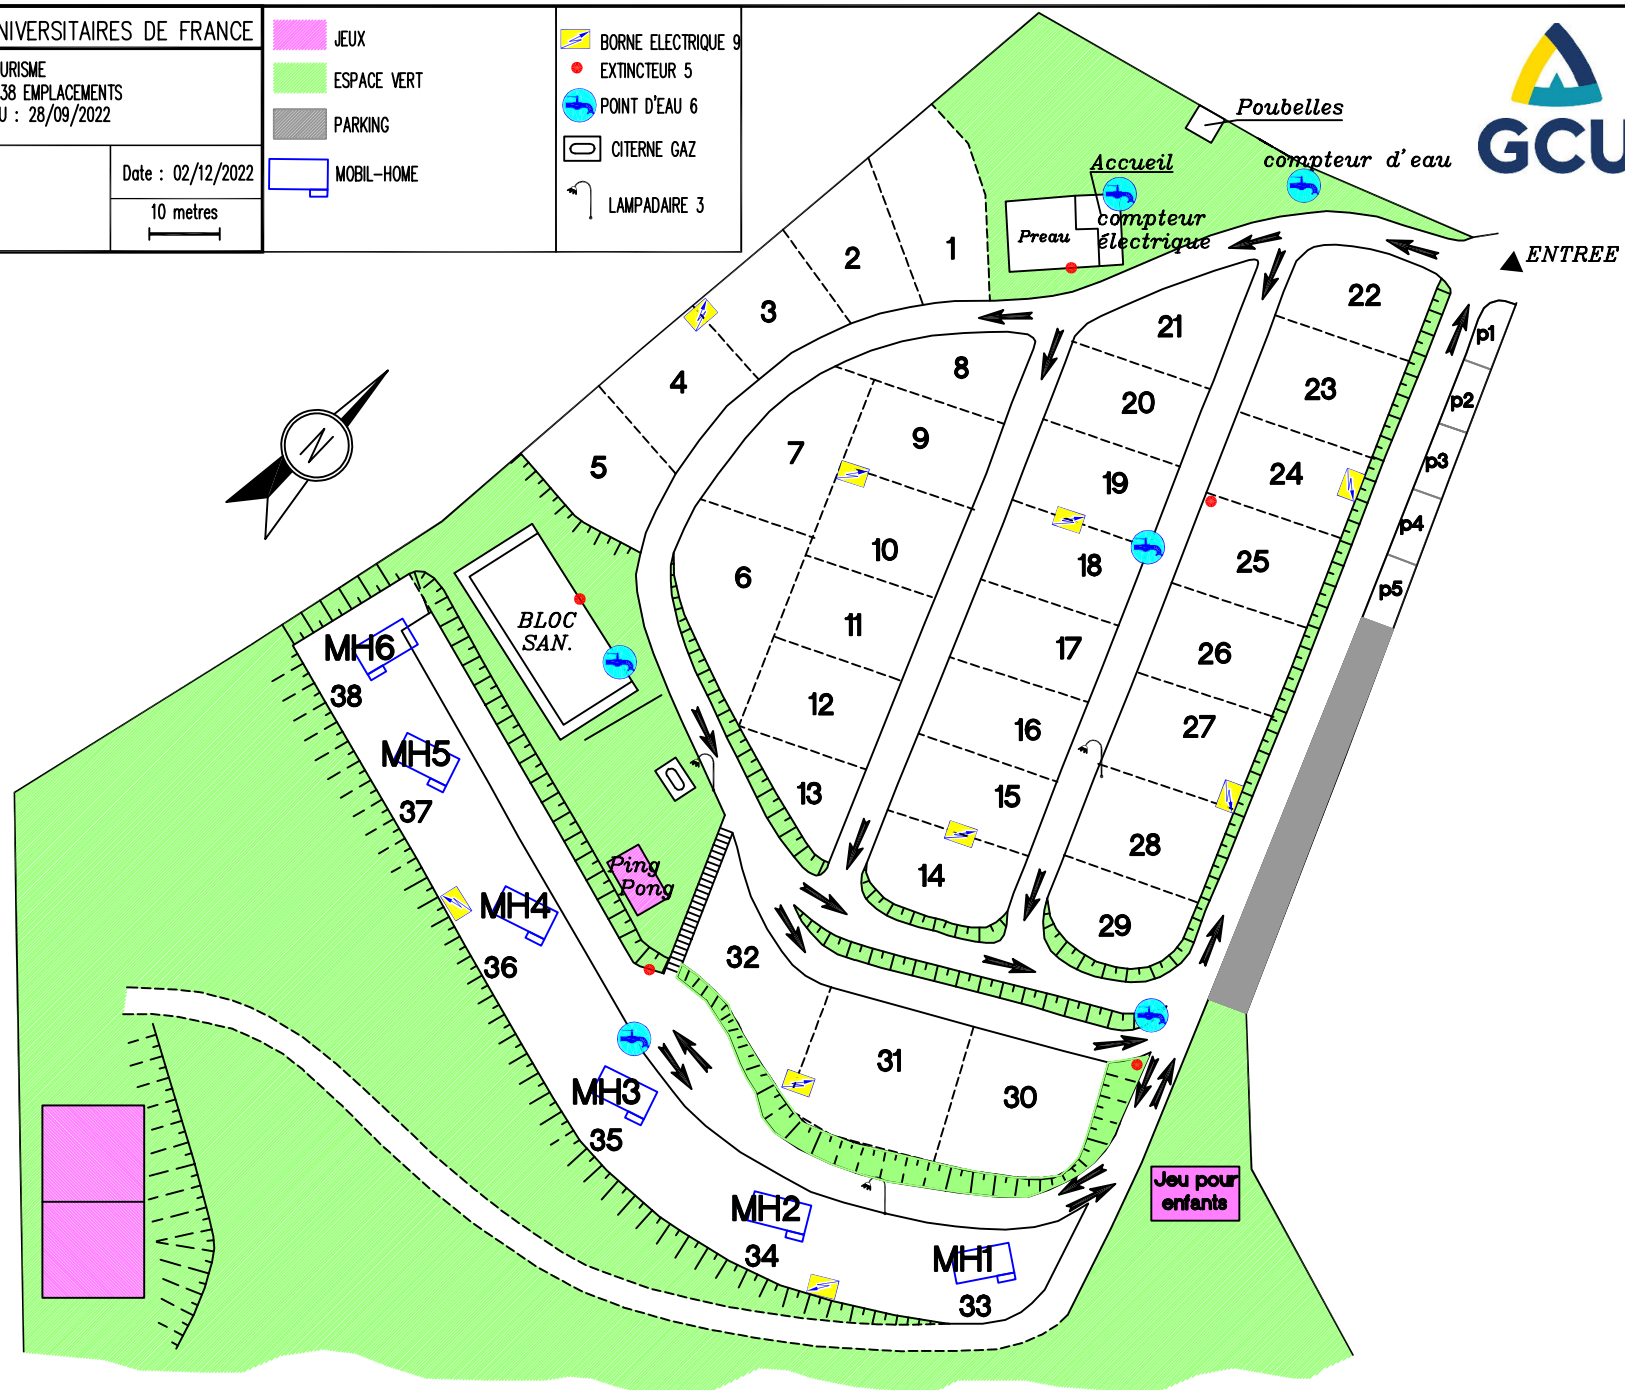 NIVERSITAIRES DE FRANCE
URISME
38 EMPLACEMENTS
U : 28/09/2022
Date : 02/12/2022
10 metres
JEUX
ESPACE VERT
PARKING
MOBIL-HOME
BORNE ELECTRIQUE 9
EXTINCTEUR 5
POINT D'EAU 6
CITERNE GAZ
LAMPADAIRE 3
GCU
Poubelles
Accueil
compteur d'eau
Preau
compteur
électrique
ENTREE
N
1
2
3
4
5
6
7
8
9
10
11
12
13
14
15
16
17
18
19
20
21
22
23
24
25
26
27
28
29
30
31
32
p1
p2
p3
p4
p5
BLOC
SAN.
Ping
Pong
MH6
38
MH5
37
MH4
36
MH3
35
MH2
34
MH1
33
Jeu pour
enfants